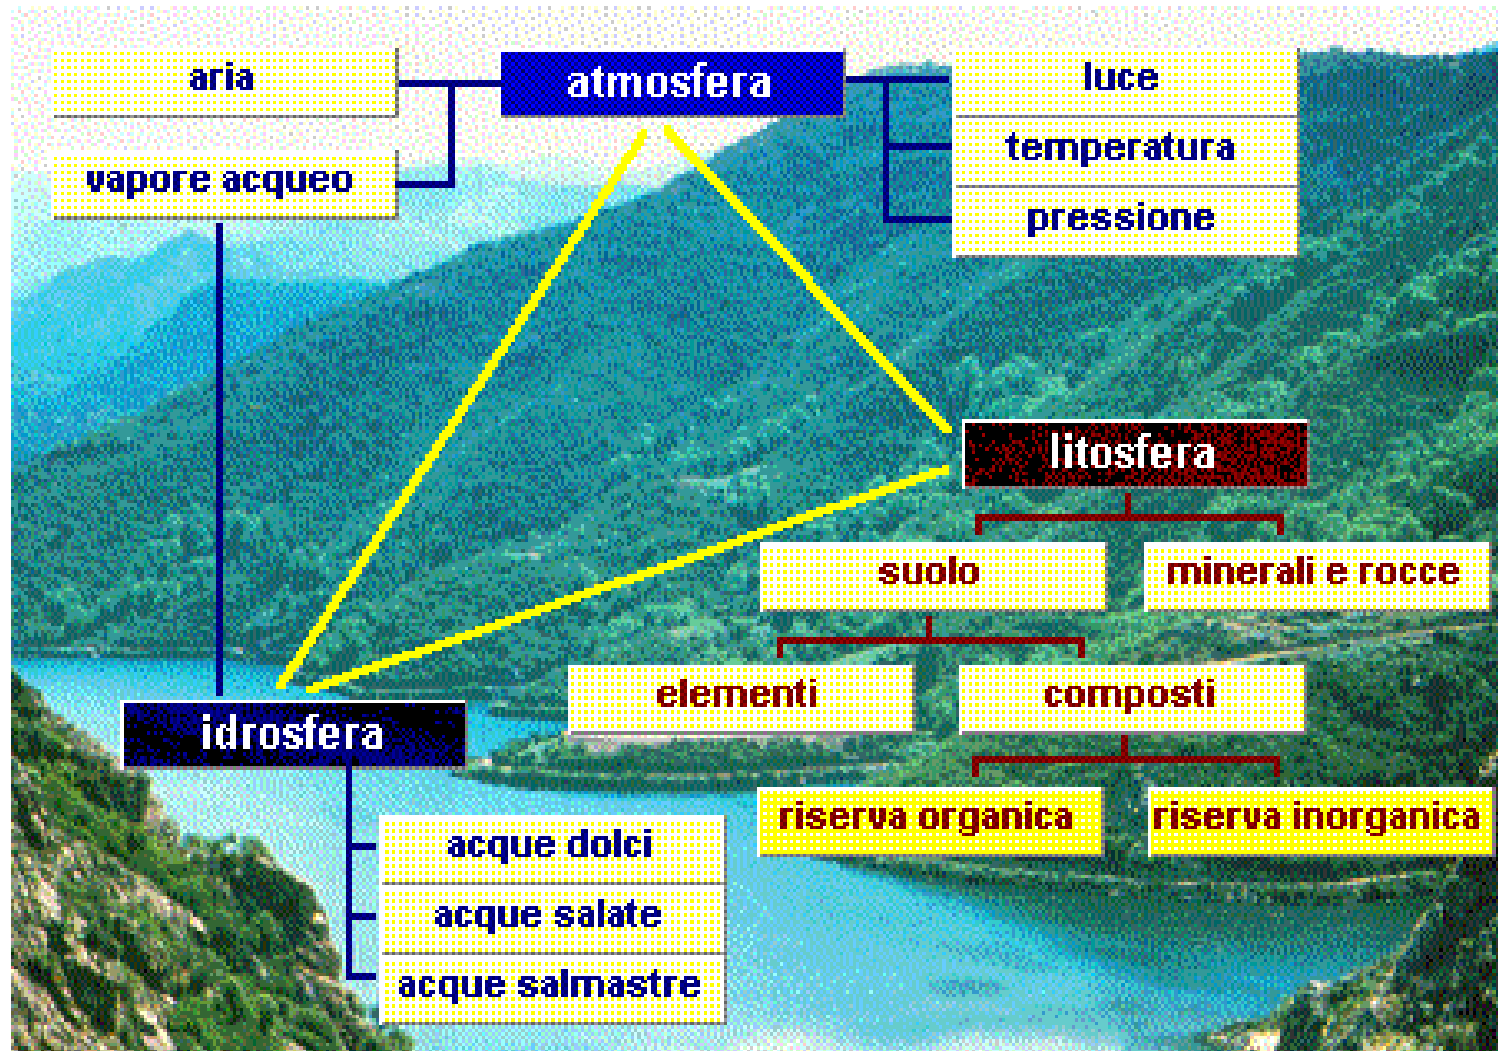 aria
atmosfera
luce
vapore acqueo
temperatura
pressione
litosfera
suolo
minerali e rocce
elementi
composti
idrosfera
riserva organica
riserva inorganica
acque dolci
acque salate
acque salmastre